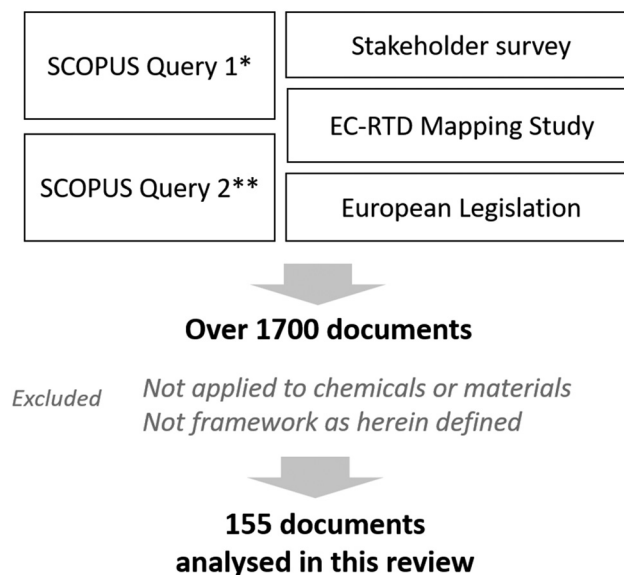 SCOPUS Query 1*
SCOPUS Query 2**
Stakeholder survey
EC-RTD Mapping Study
European Legislation
Over 1700 documents
Excluded
Not applied to chemicals or materials
Not framework as herein defined
155 documents
analysed in this review